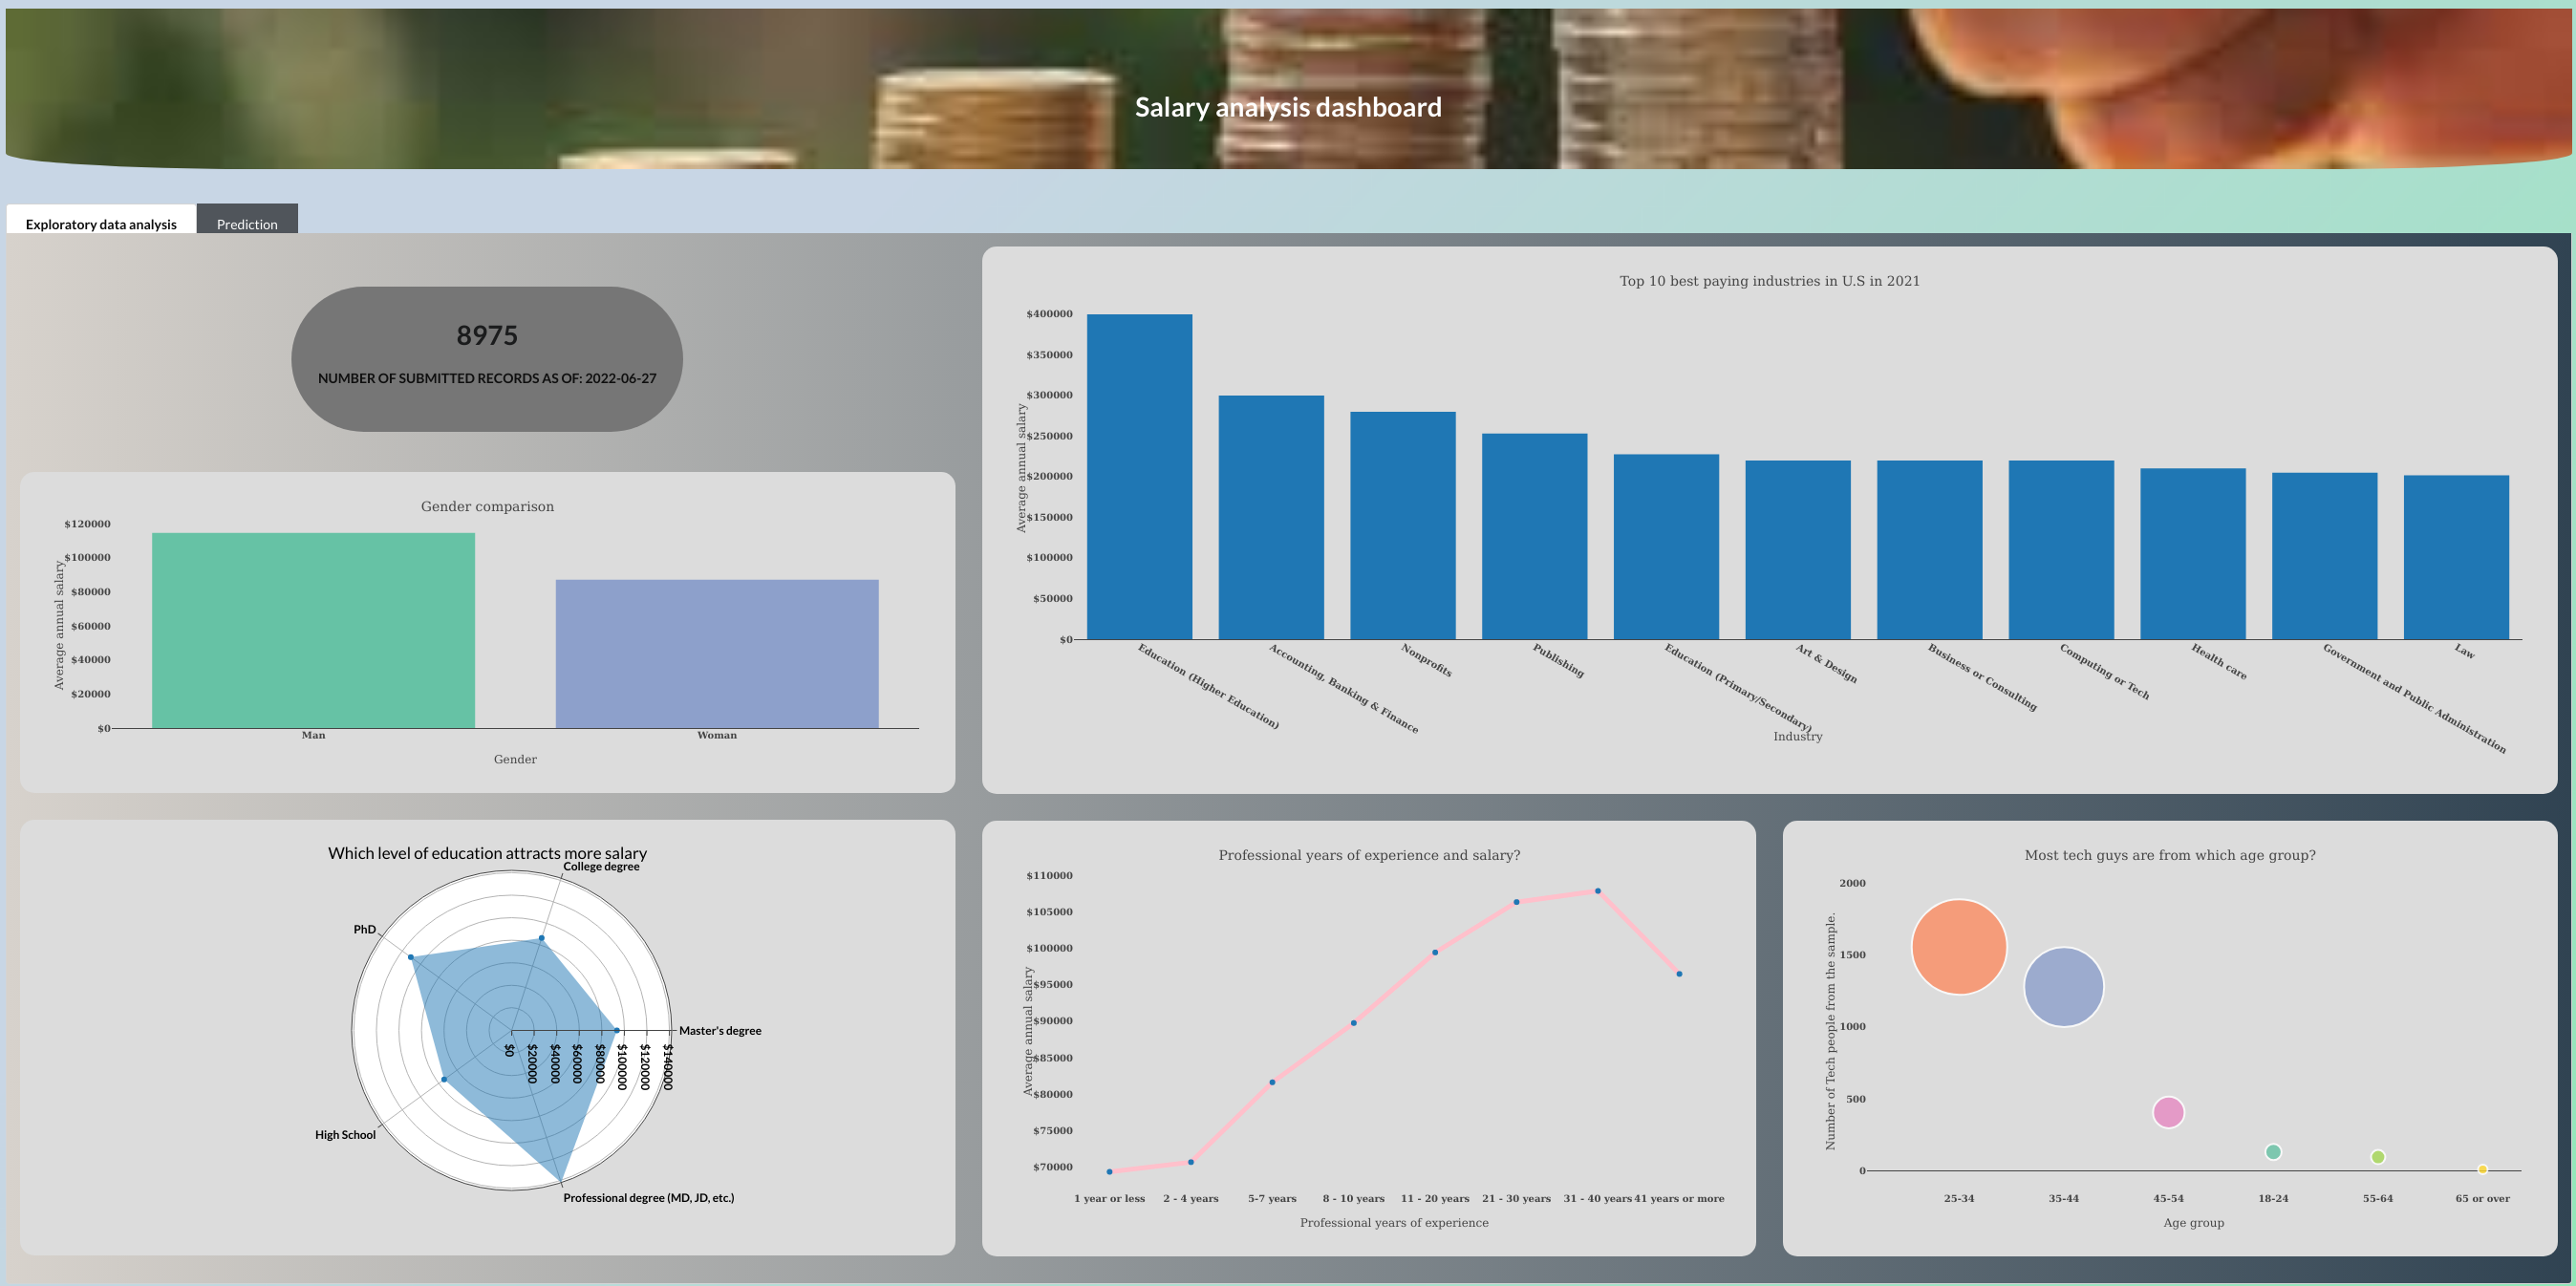 Salary analysis dashboard
Exploratory data analysis
Prediction
8975
NUMBER OF SUBMITTED RECORDS AS OF: 2022-06-27
Gender comparison
$120000
$100000
$80000
$60000
$40000
$20000
$0
Average annual salary
Man
Woman
Gender
Top 10 best paying industries in U.S in 2021
$400000
$350000
$300000
$250000
$200000
$150000
$100000
$50000
$0
Average annual salary
Education (Higher Education)
Accounting, Banking & Finance
Nonprofits
Publishing
Education (Primary/Secondary)
Art & Design
Business or Consulting
Computing or Tech
Health care
Government and Public Administration
Law
Industry
Which level of education attracts more salary
College degree
PhD
Master's degree
$0
$20000
$40000
$60000
$80000
$100000
$120000
$140000
High School
Professional degree (MD, JD, etc.)
Professional years of experience and salary?
$110000
$105000
$100000
$95000
$90000
$85000
$80000
$75000
$70000
Average annual salary
1 year or less
2 - 4 years
5-7 years
8 - 10 years
11 - 20 years
21 - 30 years
31 - 40 years
41 years or more
Professional years of experience
Most tech guys are from which age group?
2000
1500
1000
500
0
Number of Tech people from the sample.
25-34
35-44
45-54
18-24
55-64
65 or over
Age group